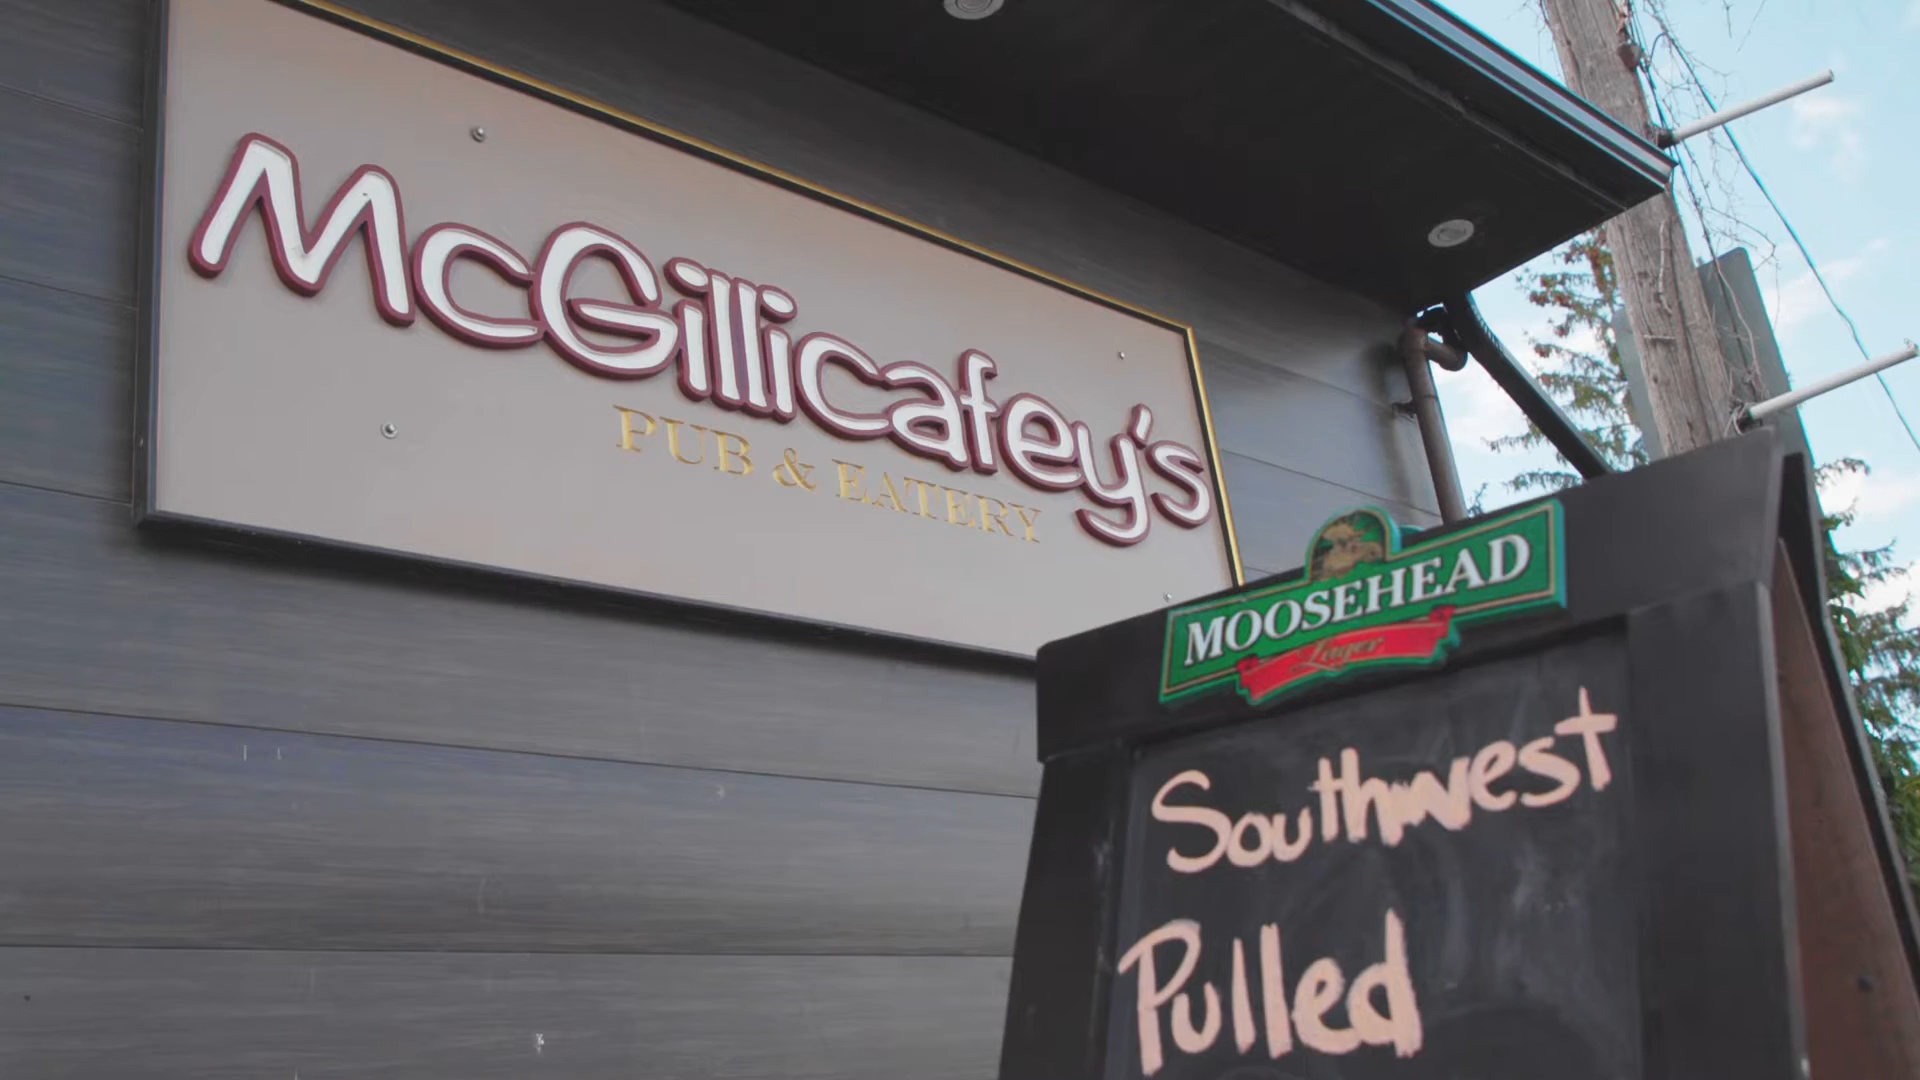 McGillicafey's
PUB & EATERY
MOOSEHEAD
Lager
Southwest
Pulled